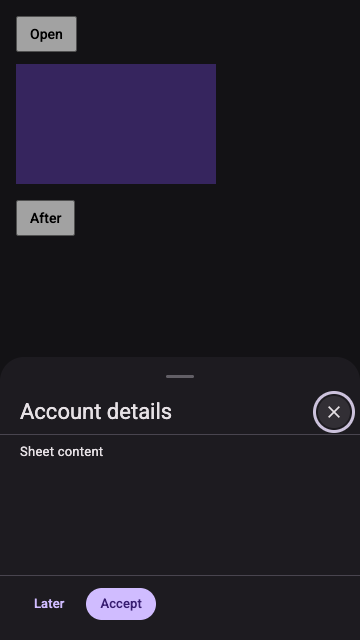 Open
After
Account details
Sheet content
Later
Accept